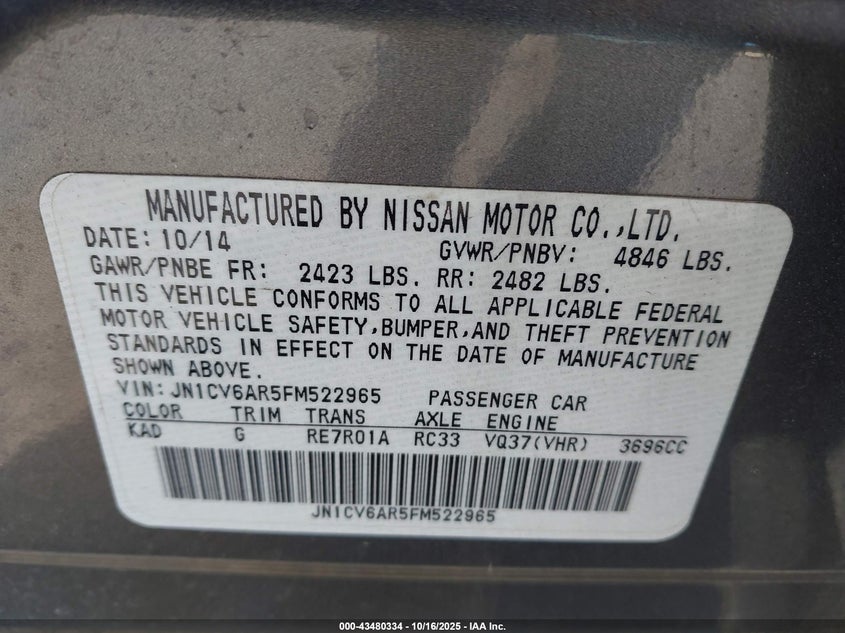 MANUFACTURED BY NISSAN MOTOR CO.,LTD.
DATE: 10/14 GVWR/PNBV: 4846 LBS.
GAWR/PNBE FR: 2423 LBS. RR: 2482 LBS.
THIS VEHICLE CONFORMS TO ALL APPLICABLE FEDERAL
MOTOR VEHICLE SAFETY,BUMPER,AND THEFT PREVENTION
STANDARDS IN EFFECT ON THE DATE OF MANUFACTURE
SHOWN ABOVE.
VIN: JN1CV6AR5FM522965 PASSENGER CAR
COLOR TRIM TRANS AXLE ENGINE
KAD G RE7R01A RC33 VQ37(VHR) 3696CC
JN1CV6AR5FM522965
000-43480334 - 10/16/2025 - IAA Inc.